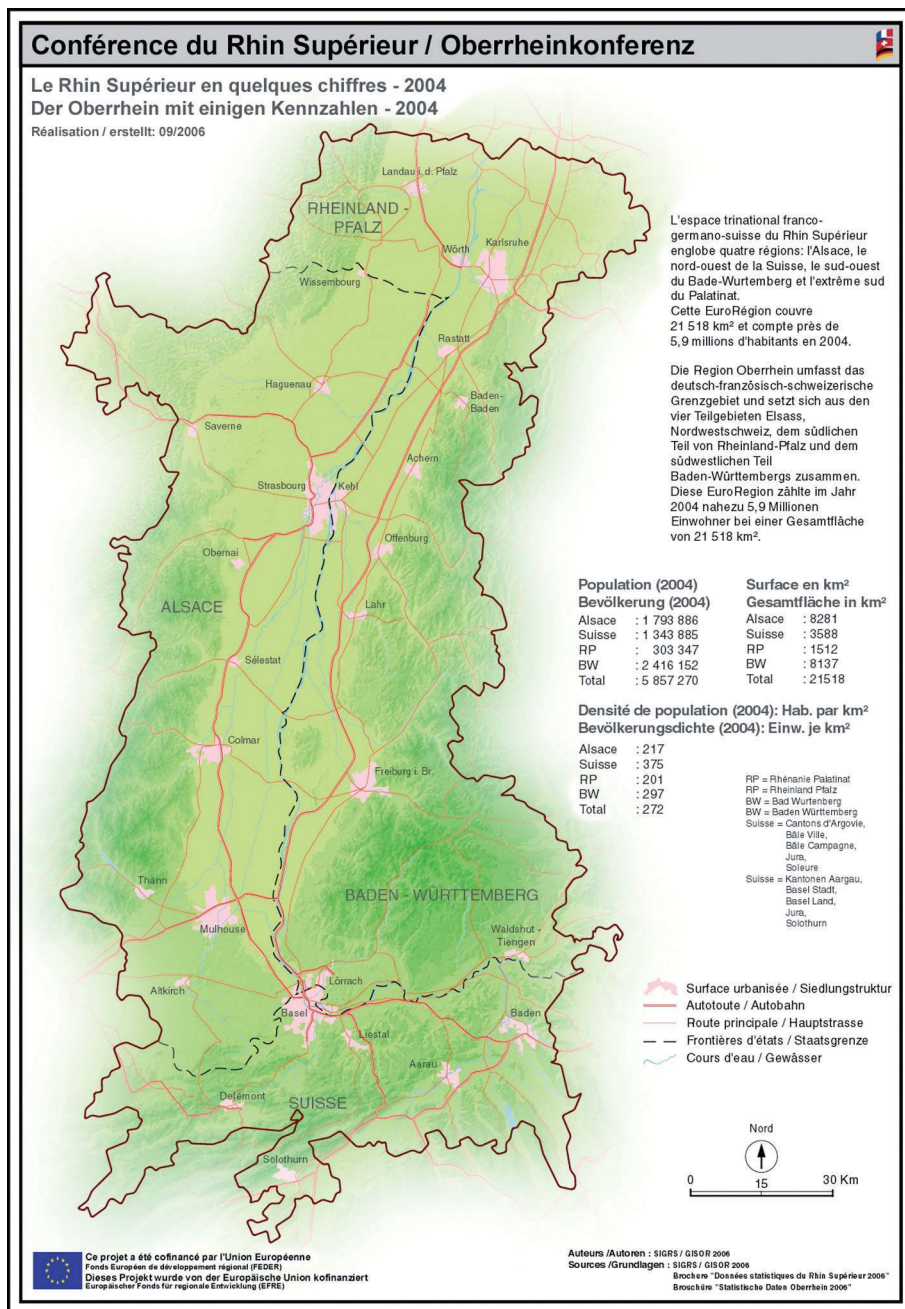 Conférence du Rhin Supérieur / Oberrheinkonferenz
Le Rhin Supérieur en quelques chiffres - 2004
Der Oberrhein mit einigen Kennzahlen - 2004
Réalisation / erstellt: 09/2006
Landau i. d. Pfalz
RHEINLAND -
PFALZ
Wörth
Karlsruhe
Wissembourg
Rastatt
Haguenau
Baden-
Baden
Saverne
Achern
Strasbourg
Kehl
Obernai
Offenburg
ALSACE
Lahr
Sélestat
Colmar
Freiburg i. Br.
Thann
BADEN - WÜRTTEMBERG
Mulhouse
Waldshut -
Tiengen
Altkirch
Lörrach
Basel
Liestal
Baden
Aarau
Delémont
SUISSE
Solothurn
L'espace trinational franco-
germano-suisse du Rhin Supérieur
englobe quatre régions: l'Alsace, le
nord-ouest de la Suisse, le sud-ouest
du Bade-Wurtemberg et l'extrême sud
du Palatinat.
Cette EuroRégion couvre
21 518 km² et compte près de
5,9 millions d'habitants en 2004.
Die Region Oberrhein umfasst das
deutsch-französisch-schweizerische
Grenzgebiet und setzt sich aus den
vier Teilgebieten Elsass,
Nordwestschweiz, dem südlichen
Teil von Rheinland-Pfalz und dem
südwestlichen Teil
Baden-Württembergs zusammen.
Diese EuroRegion zählte im Jahr
2004 nahezu 5,9 Millionen
Einwohner bei einer Gesamtfläche
von 21 518 km².
Population (2004)
Bevölkerung (2004)
Alsace : 1 793 886
Suisse : 1 343 885
RP : 303 347
BW : 2 416 152
Total : 5 857 270
Surface en km²
Gesamtfläche in km²
Alsace : 8281
Suisse : 3588
RP : 1512
BW : 8137
Total : 21518
Densité de population (2004): Hab. par km²
Bevölkerungsdichte (2004): Einw. je km²
Alsace : 217
Suisse : 375
RP : 201
BW : 297
Total : 272
RP = Rhénanie Palatinat
RP = Rheinland Pfalz
BW = Bad Wurtenberg
BW = Baden Württemberg
Suisse = Cantons d'Argovie,
Bâle Ville,
Bâle Campagne,
Jura,
Soleure
Suisse = Kantonen Aargau,
Basel Stadt,
Basel Land,
Jura,
Solothurn
Surface urbanisée / Siedlungstruktur
Autotoute / Autobahn
Route principale / Hauptstrasse
Frontières d'états / Staatsgrenze
Cours d'eau / Gewässer
Nord
0 15 30 Km
Ce projet a été cofinancé par l'Union Européenne
Fonds Européen de développement régional (FEDER)
Dieses Projekt wurde von der Europäische Union kofinanziert
Europäischer Fonds für regionale Entwicklung (EFRE)
Auteurs /Autoren : SIGRS / GISOR 2006
Sources /Grundlagen : SIGRS / GISOR 2006
Brochure "Données statistiques du Rhin Supérieur 2006"
Broschüre "Statistische Daten Oberrhein 2006"